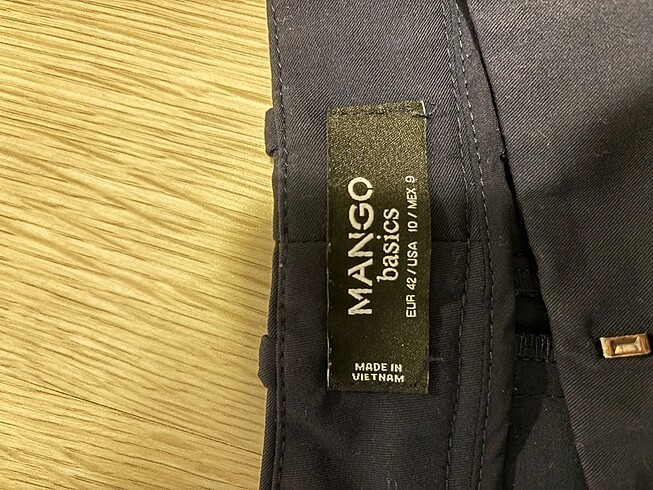 MANGO
basics
EUR 42 / USA 10 / MEX 9
MADE IN
VIETNAM